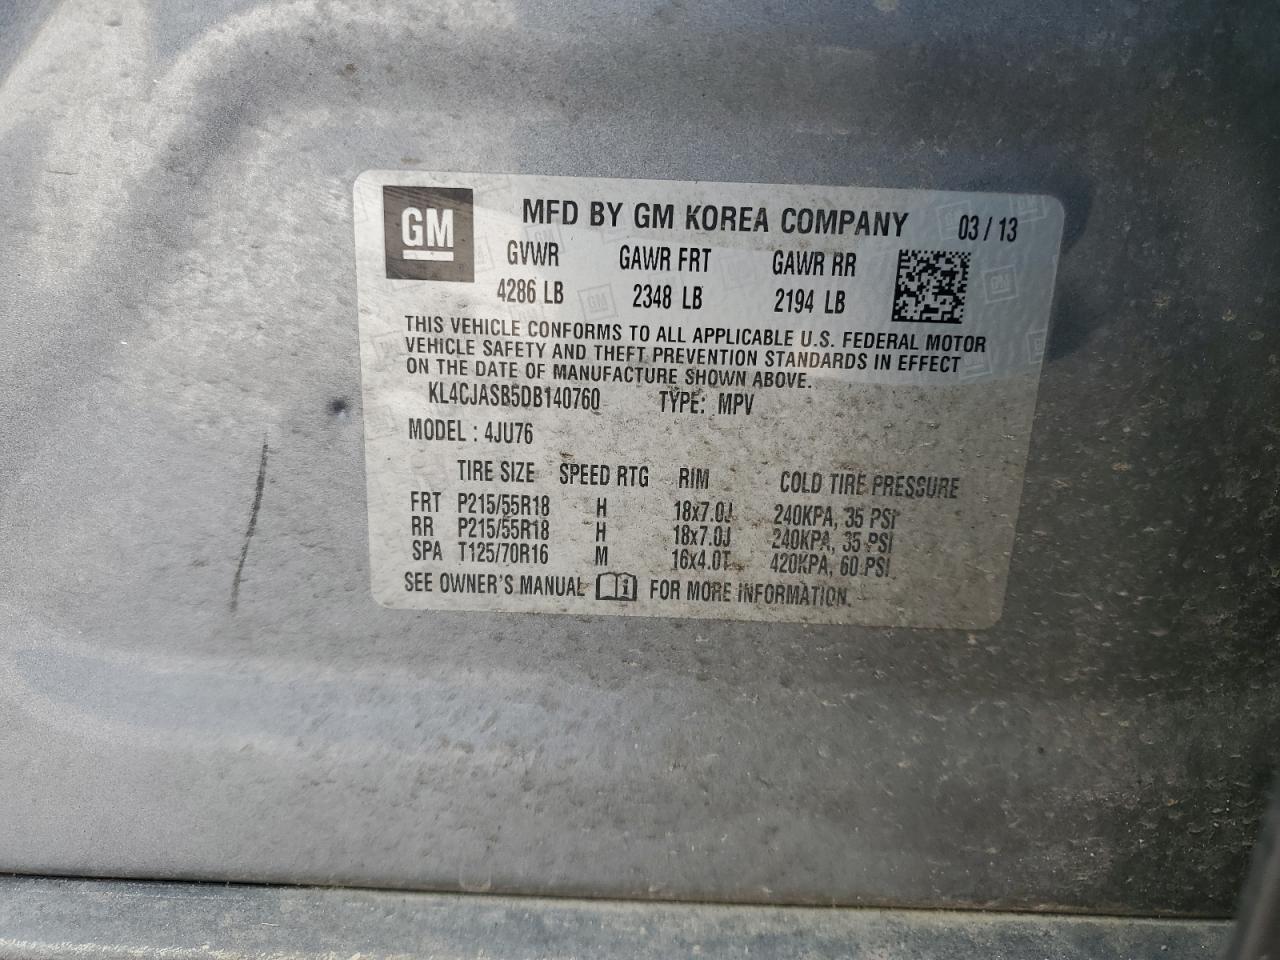 GM MFD BY GM KOREA COMPANY 03 / 13
GVWR GAWR FRT GAWR RR
4286 LB 2348 LB 2194 LB
THIS VEHICLE CONFORMS TO ALL APPLICABLE U.S. FEDERAL MOTOR
VEHICLE SAFETY AND THEFT PREVENTION STANDARDS IN EFFECT
ON THE DATE OF MANUFACTURE SHOWN ABOVE.
KL4CJASB5DB140760 TYPE: MPV
MODEL : 4JU76
TIRE SIZE SPEED RTG RIM COLD TIRE PRESSURE
FRT P215/55R18 H 18x7.0J 240KPA, 35 PSI
RR P215/55R18 H 18x7.0J 240KPA, 35 PSI
SPA T125/70R16 M 16x4.0T 420KPA, 60 PSI
SEE OWNER'S MANUAL FOR MORE INFORMATION.